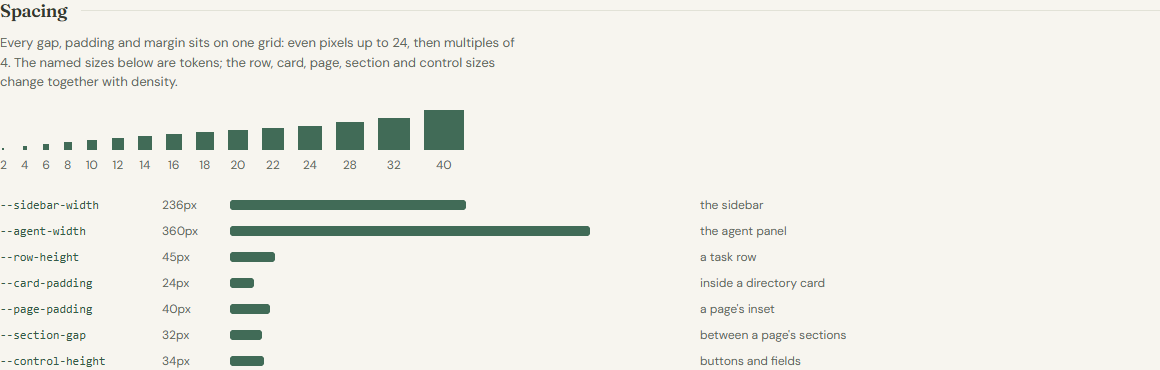 Spacing
Every gap, padding and margin sits on one grid: even pixels up to 24, then multiples of
4. The named sizes below are tokens; the row, card, page, section and control sizes
change together with density.
2 4 6 8 10 12 14 16 18 20 22 24 28 32 40
--sidebar-width 236px the sidebar
--agent-width 360px the agent panel
--row-height 45px a task row
--card-padding 24px inside a directory card
--page-padding 40px a page's inset
--section-gap 32px between a page's sections
--control-height 34px buttons and fields